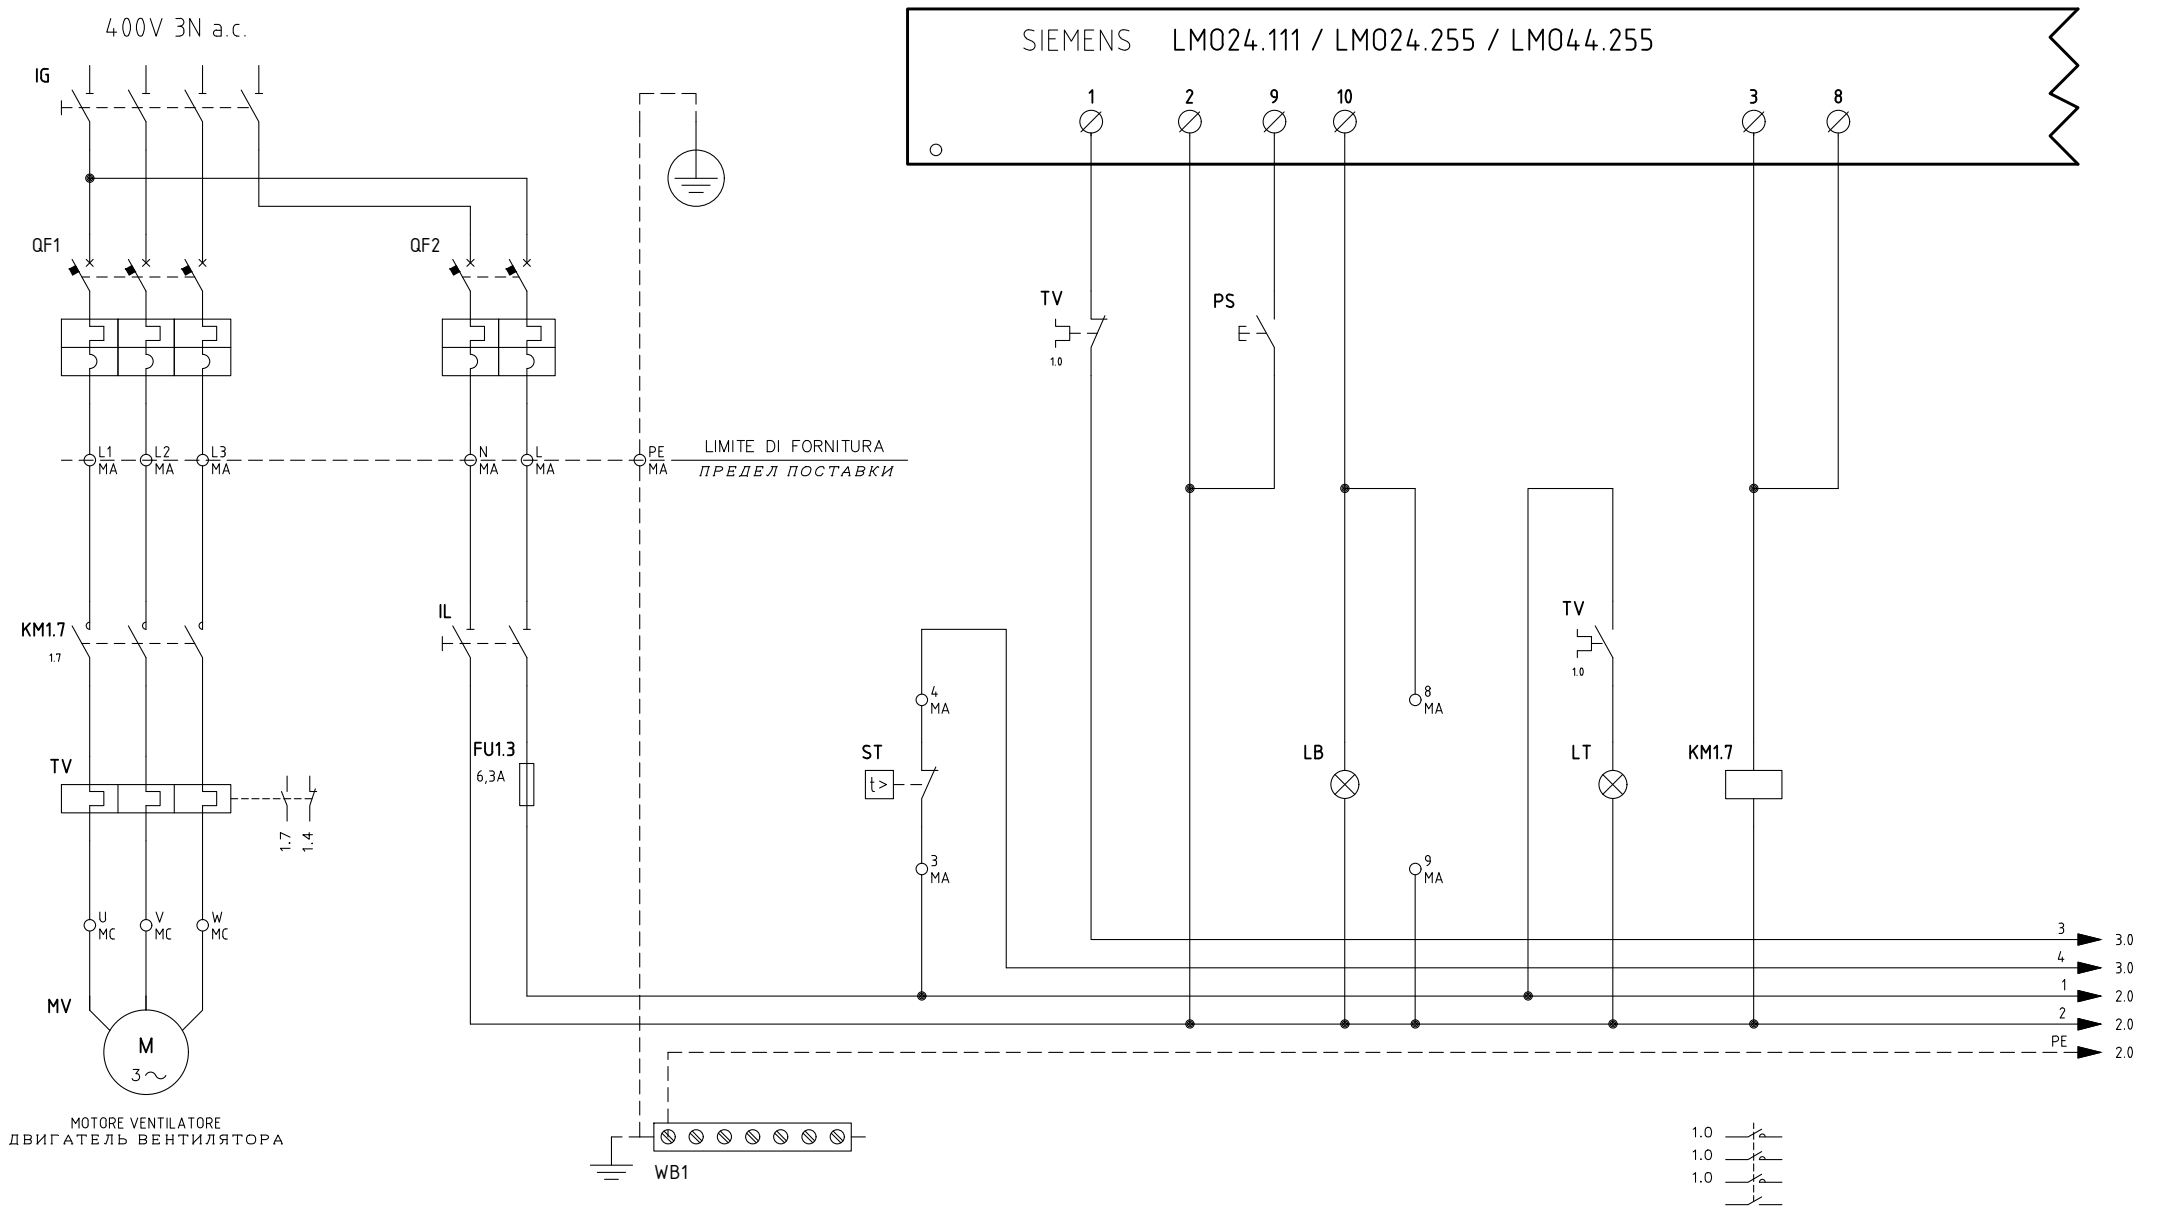 400V 3N a.c.
SIEMENS LMO24.111 / LMO24.255 / LMO44.255
IG
1 2 9 10 3 8
QF1
QF2
TV
1.0
PS
L1
MA
L2
MA
L3
MA
N
MA
L
MA
PE
MA
LIMITE DI FORNITURA
ПРЕДЕЛ ПОСТАВКИ
KM1.7
1.7
IL
TV
1.0
4
MA
8
MA
TV
FU1.3
6,3A
ST
t>
LB
LT
KM1.7
1.7
1.4
3
MA
9
MA
U
MC
V
MC
W
MC
3 3.0
4 3.0
1 2.0
2 2.0
PE 2.0
MV
M
3
MOTORE VENTILATORE
ДВИГАТЕЛЬ ВЕНТИЛЯТОРА
WB1
1.0
1.0
1.0